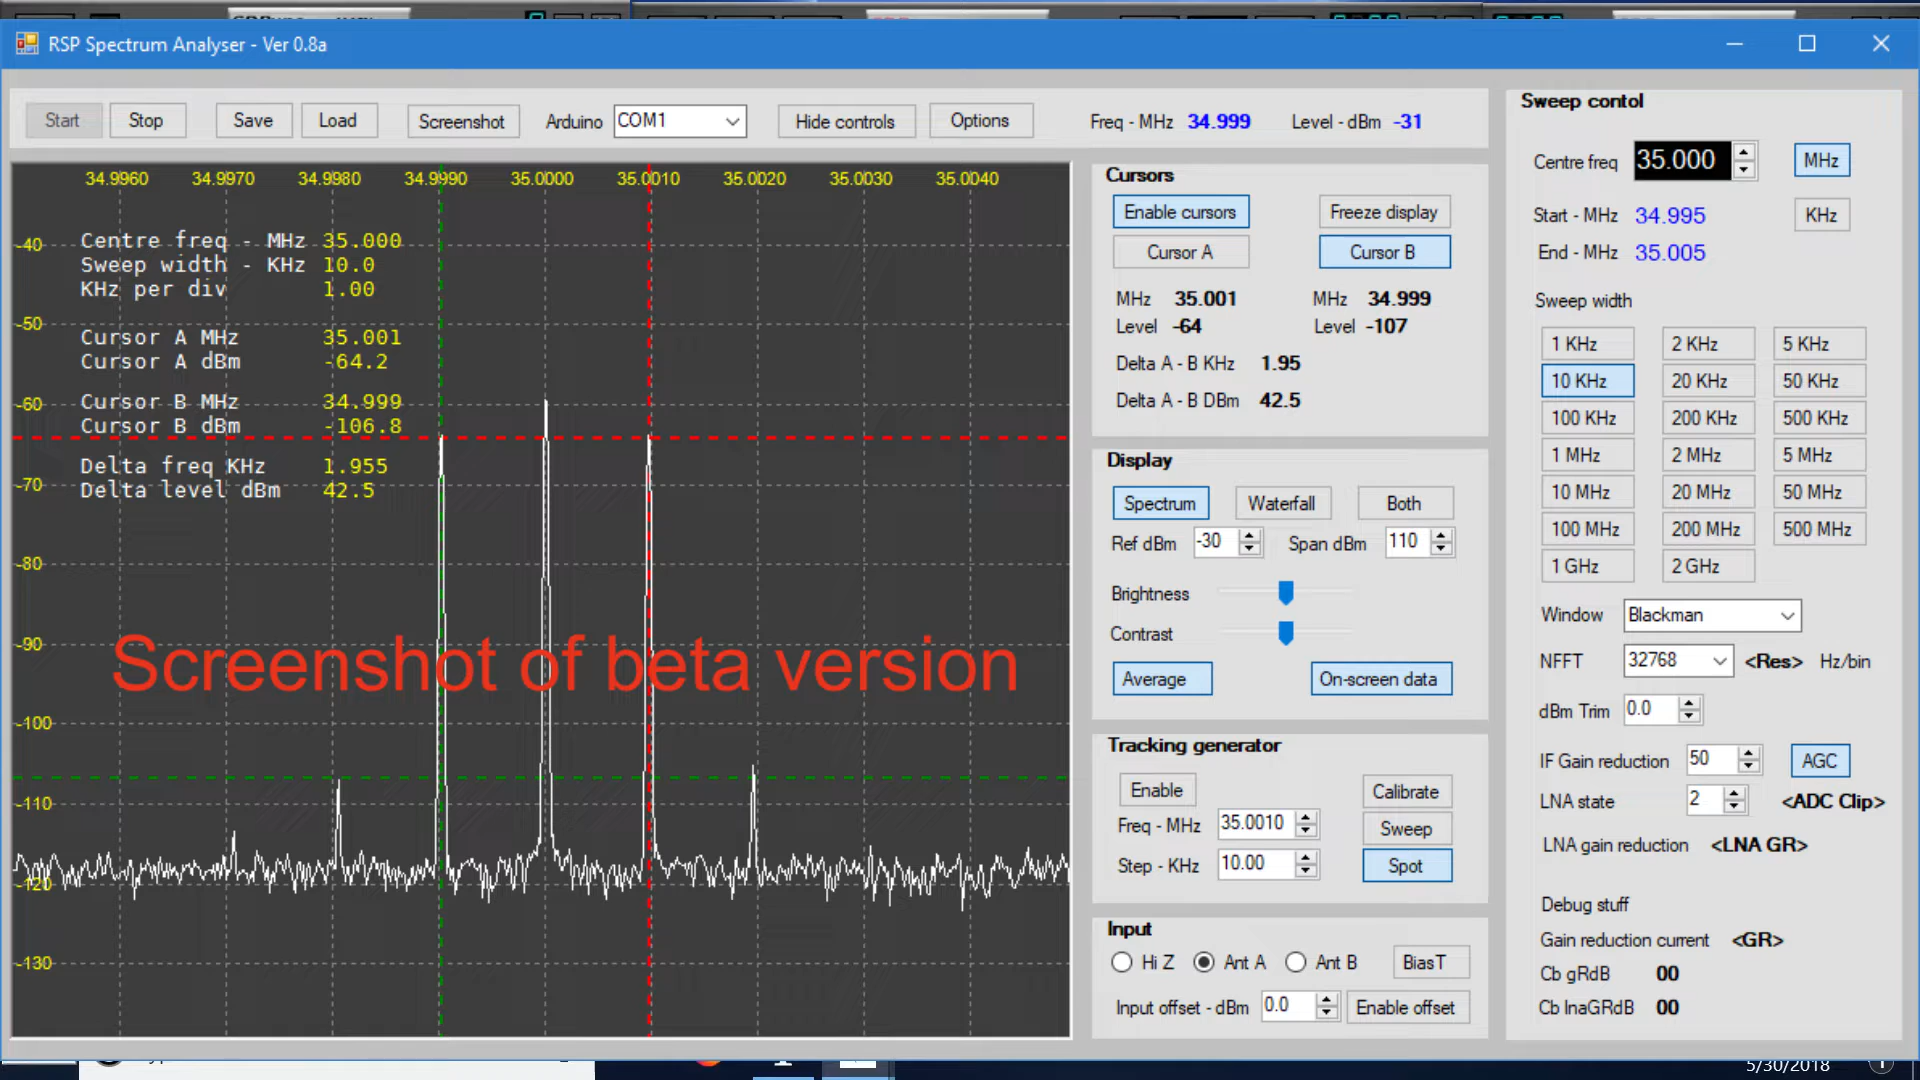 RSP Spectrum Analyser - Ver 0.8a
Start Stop Save Load Screenshot Arduino COM1 Hide controls Options Freq - MHz 34.999 Level - dBm -31
34.9960 34.9970 34.9980 34.9990 35.0000 35.0010 35.0020 35.0030 35.0040
-40
-50
-60
-70
-80
-90
-100
-110
-120
-130
Centre freq - MHz 35.000
Sweep width - KHz 10.0
KHz per div 1.00
Cursor A MHz 35.001
Cursor A dBm -64.2
Cursor B MHz 34.999
Cursor B dBm -106.8
Delta freq KHz 1.955
Delta level dBm 42.5
Screenshot of beta version
Cursors
Enable cursors Freeze display
Cursor A Cursor B
MHz 35.001 MHz 34.999
Level -64 Level -107
Delta A - B KHz 1.95
Delta A - B DBm 42.5
Display
Spectrum Waterfall Both
Ref dBm -30 Span dBm 110
Brightness
Contrast
Average On-screen data
Tracking generator
Enable Calibrate
Freq - MHz 35.0010 Sweep
Step - KHz 10.00 Spot
Input
Hi Z Ant A Ant B BiasT
Input offset - dBm 0.0 Enable offset
Sweep contol
Centre freq 35.000 MHz
Start - MHz 34.995 KHz
End - MHz 35.005
Sweep width
1 KHz 2 KHz 5 KHz
10 KHz 20 KHz 50 KHz
100 KHz 200 KHz 500 KHz
1 MHz 2 MHz 5 MHz
10 MHz 20 MHz 50 MHz
100 MHz 200 MHz 500 MHz
1 GHz 2 GHz
Window Blackman
NFFT 32768 <Res> Hz/bin
dBm Trim 0.0
IF Gain reduction 50 AGC
LNA state 2 <ADC Clip>
LNA gain reduction <LNA GR>
Debug stuff
Gain reduction current <GR>
Cb gRdB 00
Cb lnaGRdB 00
5/30/2018